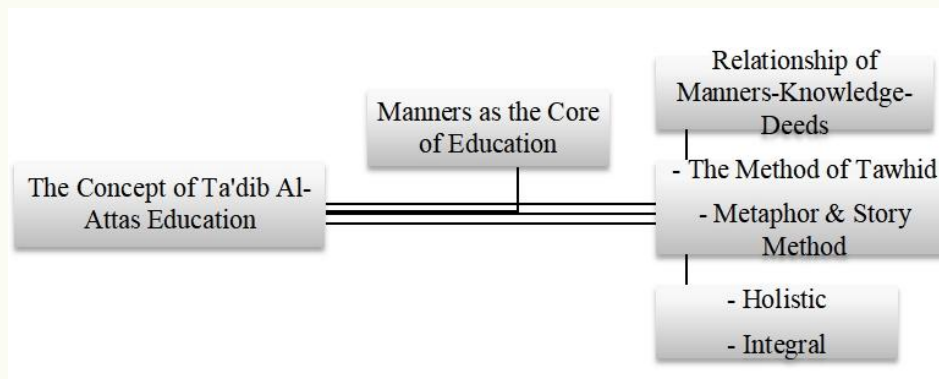 The Concept of Ta'dib Al-
Attas Education
Manners as the Core
of Education
Relationship of
Manners-Knowledge-
Deeds
- The Method of Tawhid
- Metaphor & Story
Method
- Holistic
- Integral